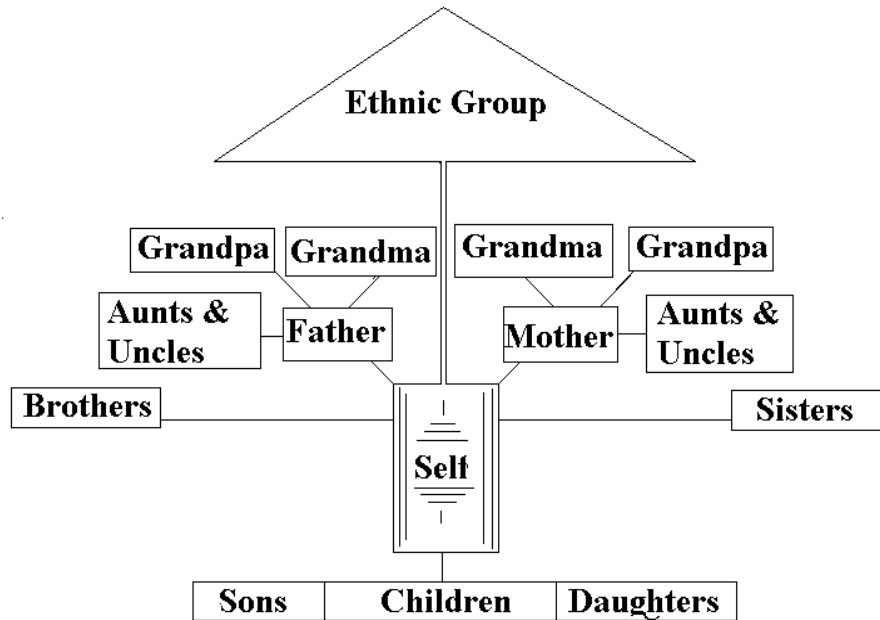 Ethnic Group
Grandpa
Grandma
Grandma
Grandpa
Aunts &
Uncles
Father
Mother
Aunts &
Uncles
Brothers
Sisters
Self
Sons
Children
Daughters